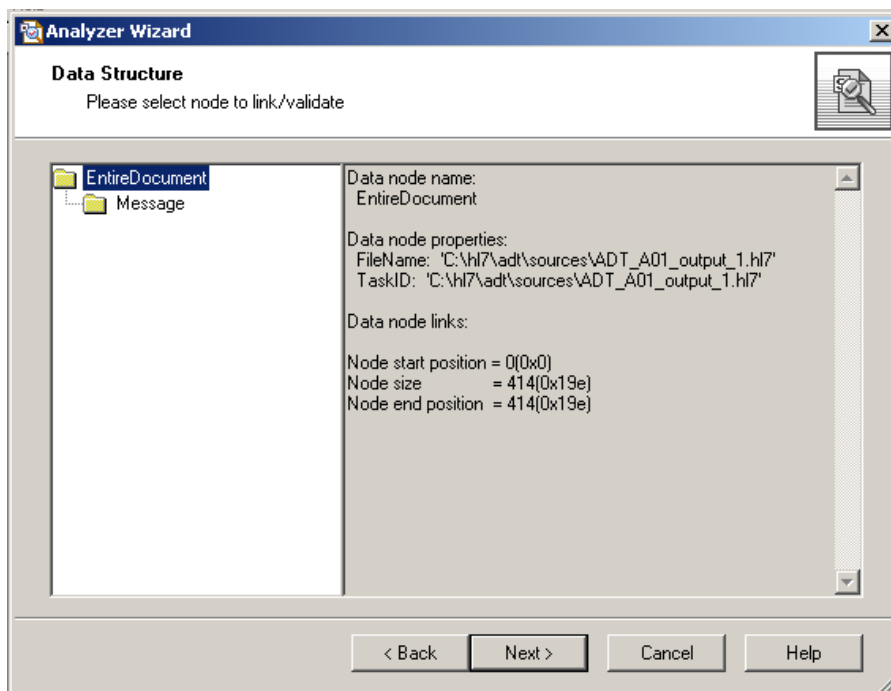 Analyzer Wizard
Data Structure
Please select node to link/validate
EntireDocument
Message
Data node name:
EntireDocument
Data node properties:
FileName: 'C:\hl7\adt\sources\ADT_A01_output_1.hl7'
TaskID: 'C:\hl7\adt\sources\ADT_A01_output_1.hl7'
Data node links:
Node start position = 0(0x0)
Node size = 414(0x19e)
Node end position = 414(0x19e)
< Back
Next >
Cancel
Help